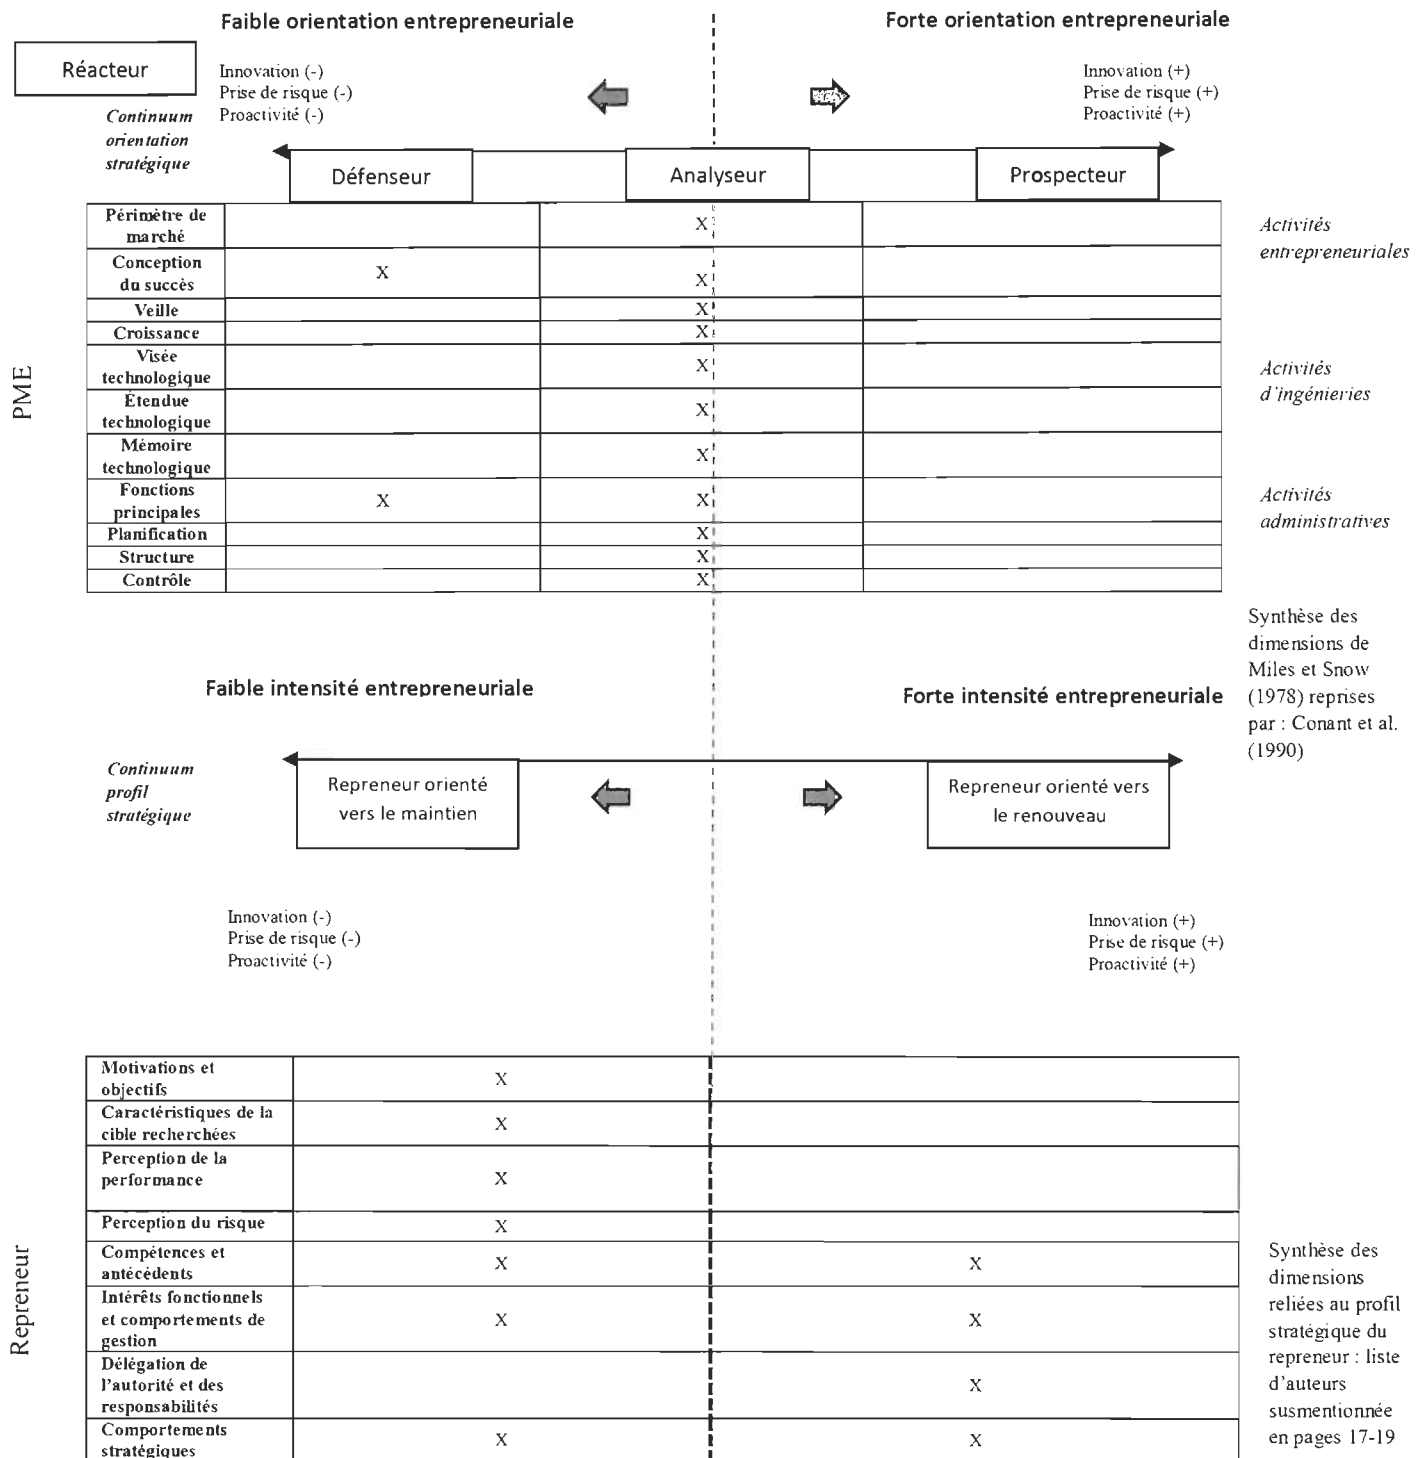 Faible orientation entrepreneuriale
Forte orientation entrepreneuriale
Réacteur
Innovation (-)
Prise de risque (-)
Proactivité (-)
Innovation (+)
Prise de risque (+)
Proactivité (+)
Continuum
orientation
stratégique
Défenseur
Analyseur
Prospecteur
PME
Périmètre de
marché
X
Activités
entrepreneuriales
Conception
du succès
X
X
Veille
X
Croissance
X
Visée
technologique
X
Activités
d'ingénieries
Étendue
technologique
X
Mémoire
technologique
X
Fonctions
principales
X
X
Activités
administratives
Planification
X
Structure
X
Contrôle
X
Synthèse des
dimensions de
Miles et Snow
(1978) reprises
par : Conant et al.
(1990)
Faible intensité entrepreneuriale
Forte intensité entrepreneuriale
Continuum
profil
stratégique
Repreneur orienté
vers le maintien
Repreneur orienté vers
le renouveau
Innovation (-)
Prise de risque (-)
Proactivité (-)
Innovation (+)
Prise de risque (+)
Proactivité (+)
Repreneur
Motivations et
objectifs
X
Caractéristiques de la
cible recherchées
X
Perception de la
performance
X
Perception du risque
X
Compétences et
antécédents
X
X
Intérêts fonctionnels
et comportements de
gestion
X
X
Délégation de
l'autorité et des
responsabilités
X
Comportements
stratégiques
X
X
Synthèse des
dimensions
reliées au profil
stratégique du
repreneur : liste
d'auteurs
susmentionnée
en pages 17-19